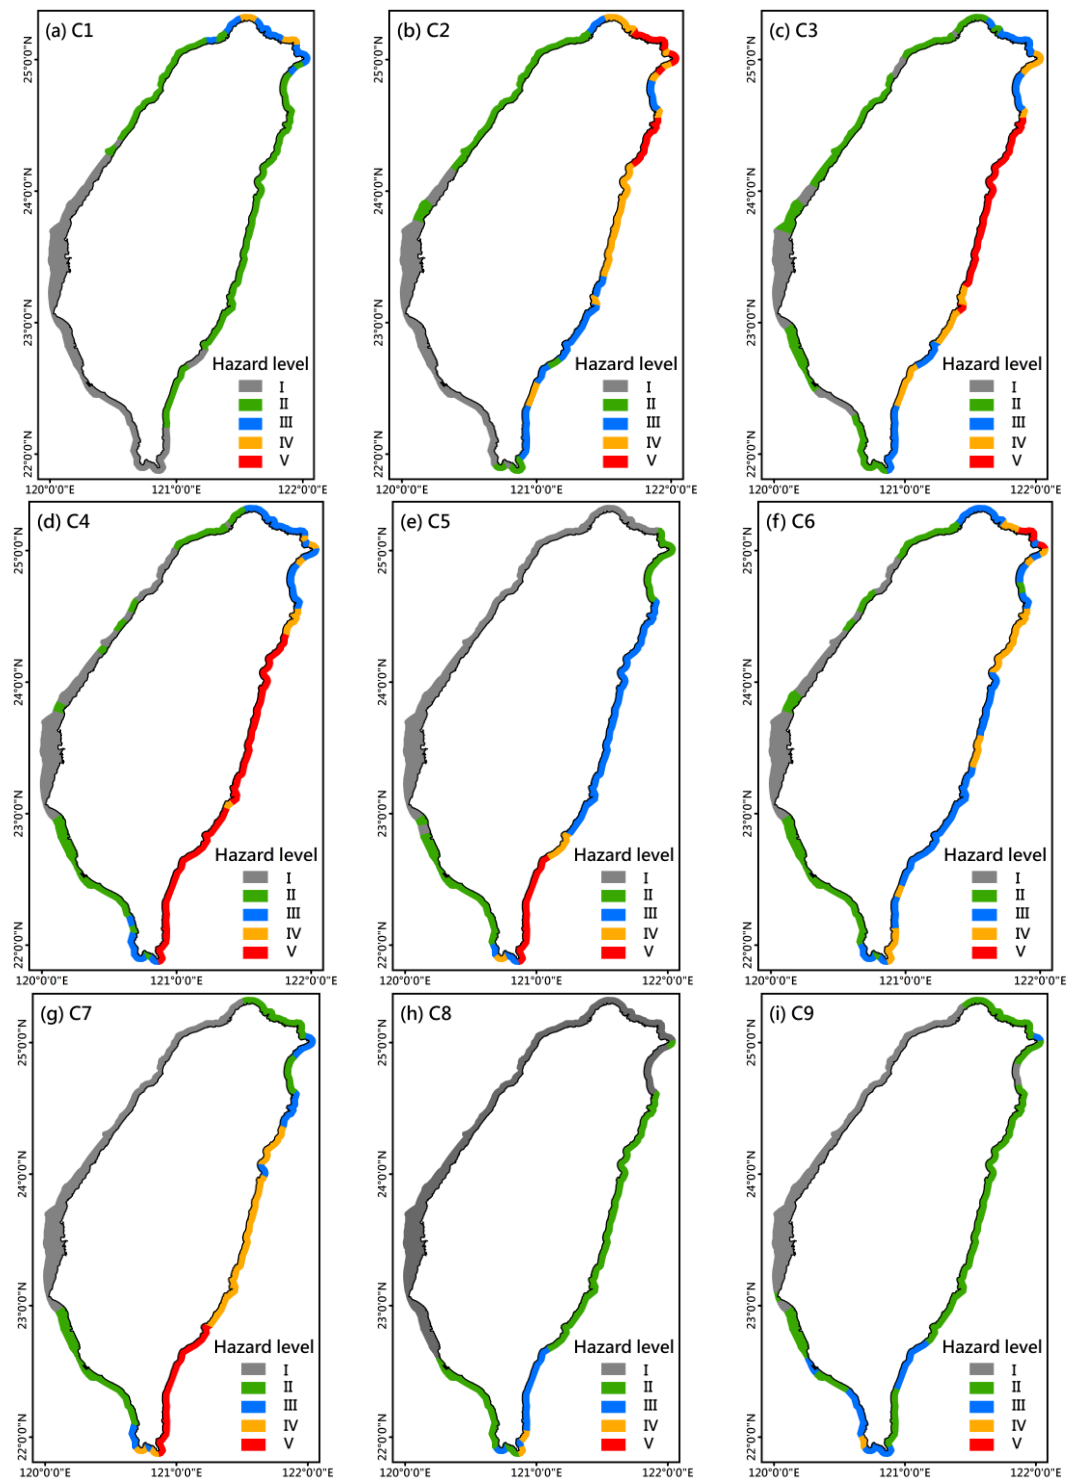 (a) C1
25°0'0"N
24°0'0"N
23°0'0"N
22°0'0"N
Hazard level
I
II
III
IV
V
120°0'0"E
121°0'0"E
122°0'0"E
(b) C2
25°0'0"N
24°0'0"N
23°0'0"N
22°0'0"N
Hazard level
I
II
III
IV
V
120°0'0"E
121°0'0"E
122°0'0"E
(c) C3
25°0'0"N
24°0'0"N
23°0'0"N
22°0'0"N
Hazard level
I
II
III
IV
V
120°0'0"E
121°0'0"E
122°0'0"E
(d) C4
25°0'0"N
24°0'0"N
23°0'0"N
22°0'0"N
Hazard level
I
II
III
IV
V
120°0'0"E
121°0'0"E
122°0'0"E
(e) C5
25°0'0"N
24°0'0"N
23°0'0"N
22°0'0"N
Hazard level
I
II
III
IV
V
120°0'0"E
121°0'0"E
122°0'0"E
(f) C6
25°0'0"N
24°0'0"N
23°0'0"N
22°0'0"N
Hazard level
I
II
III
IV
V
120°0'0"E
121°0'0"E
122°0'0"E
(g) C7
25°0'0"N
24°0'0"N
23°0'0"N
22°0'0"N
Hazard level
I
II
III
IV
V
120°0'0"E
121°0'0"E
122°0'0"E
(h) C8
25°0'0"N
24°0'0"N
23°0'0"N
22°0'0"N
Hazard level
I
II
III
IV
V
120°0'0"E
121°0'0"E
122°0'0"E
(i) C9
25°0'0"N
24°0'0"N
23°0'0"N
22°0'0"N
Hazard level
I
II
III
IV
V
120°0'0"E
121°0'0"E
122°0'0"E